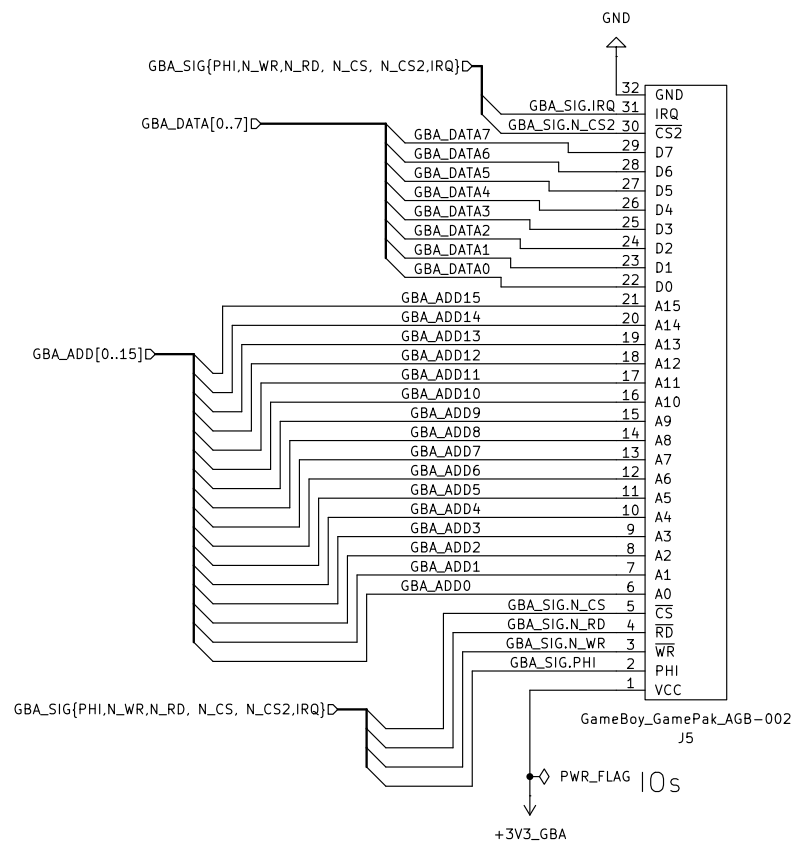 GND
GBA_SIG{PHI,N_WR,N_RD, N_CS, N_CS2,IRQ}
32 GND
GBA_SIG.IRQ 31 IRQ
GBA_SIG.N_CS2 30 CS2
GBA_DATA[0..7]
GBA_DATA7 29 D7
GBA_DATA6 28 D6
GBA_DATA5 27 D5
GBA_DATA4 26 D4
GBA_DATA3 25 D3
GBA_DATA2 24 D2
GBA_DATA1 23 D1
GBA_DATA0 22 D0
GBA_ADD15 21 A15
GBA_ADD14 20 A14
GBA_ADD13 19 A13
GBA_ADD[0..15]
GBA_ADD12 18 A12
GBA_ADD11 17 A11
GBA_ADD10 16 A10
GBA_ADD9 15 A9
GBA_ADD8 14 A8
GBA_ADD7 13 A7
GBA_ADD6 12 A6
GBA_ADD5 11 A5
GBA_ADD4 10 A4
GBA_ADD3 9 A3
GBA_ADD2 8 A2
GBA_ADD1 7 A1
GBA_ADD0 6 A0
GBA_SIG.N_CS 5 CS
GBA_SIG.N_RD 4 RD
GBA_SIG.N_WR 3 WR
GBA_SIG.PHI 2 PHI
1 VCC
GBA_SIG{PHI,N_WR,N_RD, N_CS, N_CS2,IRQ}
GameBoy_GamePak_AGB-002
J5
PWR_FLAG
IOs
+3V3_GBA